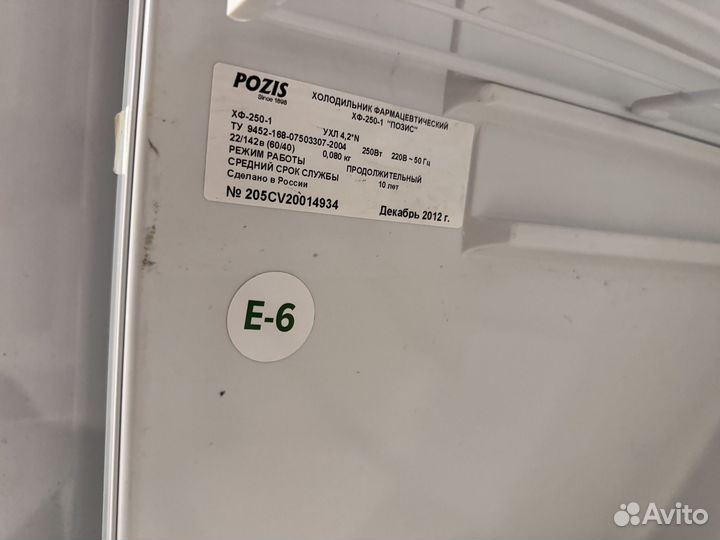 POZIS
Since 1898
ХОЛОДИЛЬНИК ФАРМАЦЕВТИЧЕСКИЙ
ХФ-250-1 "ПОЗИС"
ХФ-250-1 УХЛ 4,2*N
ТУ 9452-168-07503307-2004 250Вт 220В ~ 50 Гц
22/142в (60/40) 0,080 кг
РЕЖИМ РАБОТЫ ПРОДОЛЖИТЕЛЬНЫЙ
СРЕДНИЙ СРОК СЛУЖБЫ 10 лет
Сделано в России
№ 205CV20014934 Декабрь 2012 г.
E-6
Avito